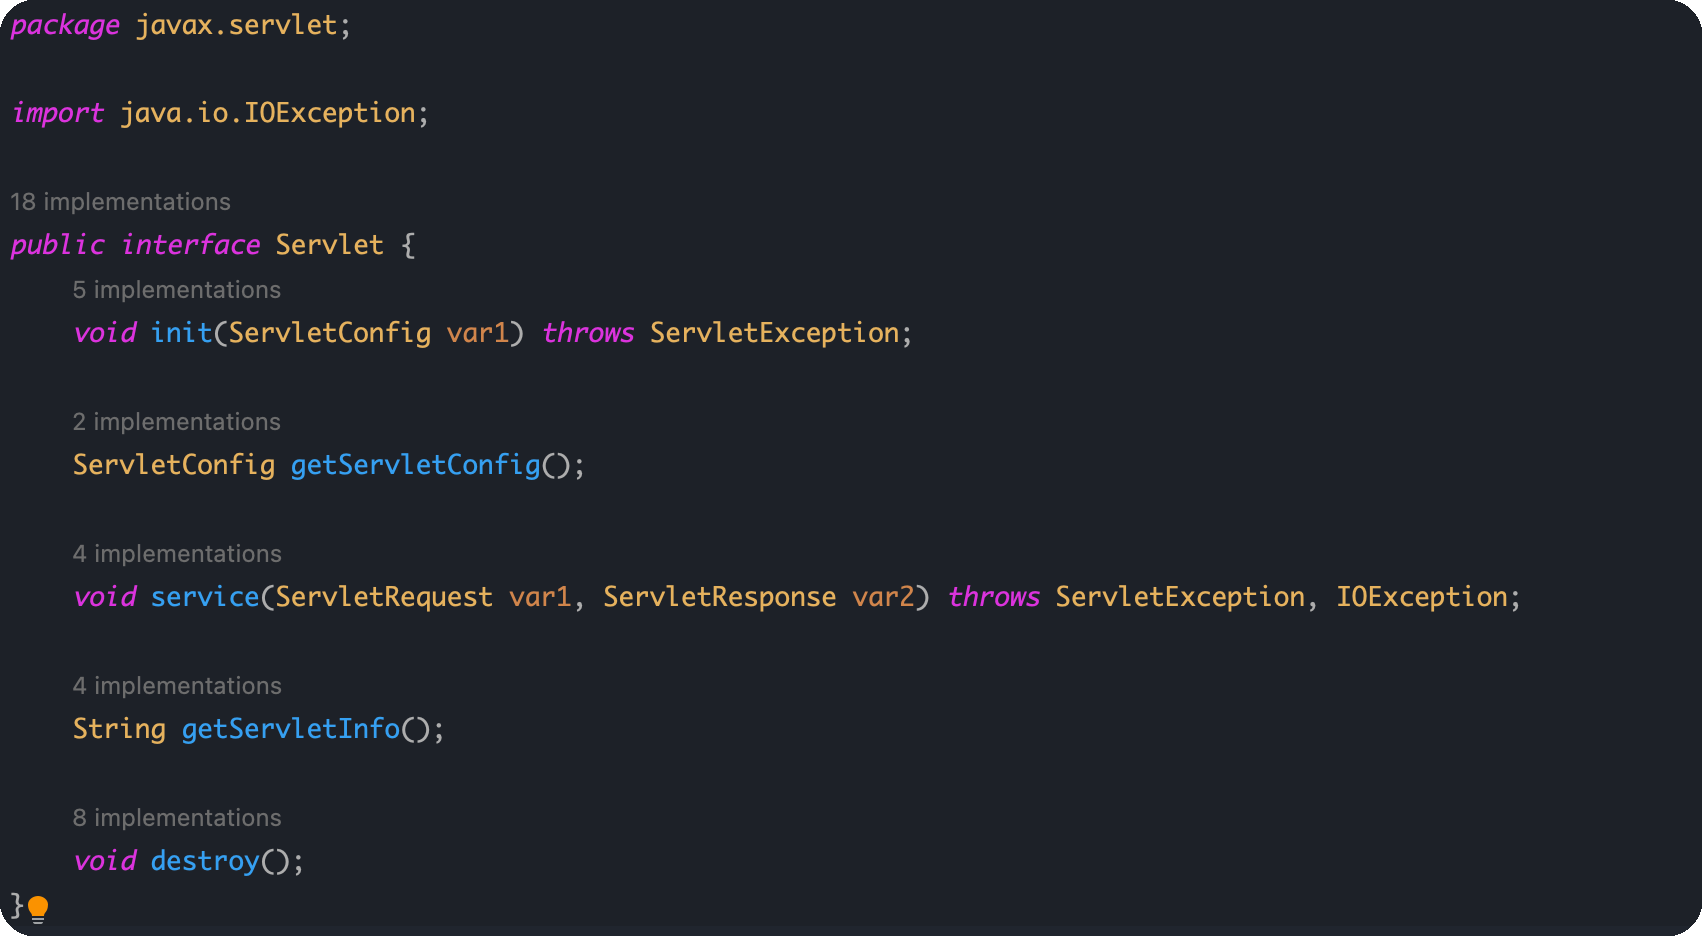 package javax.servlet;
import java.io.IOException;
18 implementations
public interface Servlet {
5 implementations
void init(ServletConfig var1) throws ServletException;
2 implementations
ServletConfig getServletConfig();
4 implementations
void service(ServletRequest var1, ServletResponse var2) throws ServletException, IOException;
4 implementations
String getServletInfo();
8 implementations
void destroy();
}